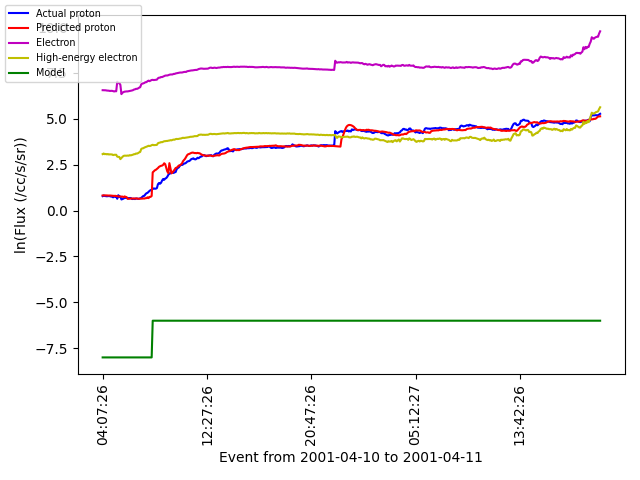 Actual proton
Predicted proton
Electron
High-energy electron
Model
5.0
2.5
0.0
−2.5
−5.0
−7.5
ln(Flux (/cc/s/sr))
04:07:26
12:27:26
20:47:26
05:12:27
13:42:26
Event from 2001-04-10 to 2001-04-11